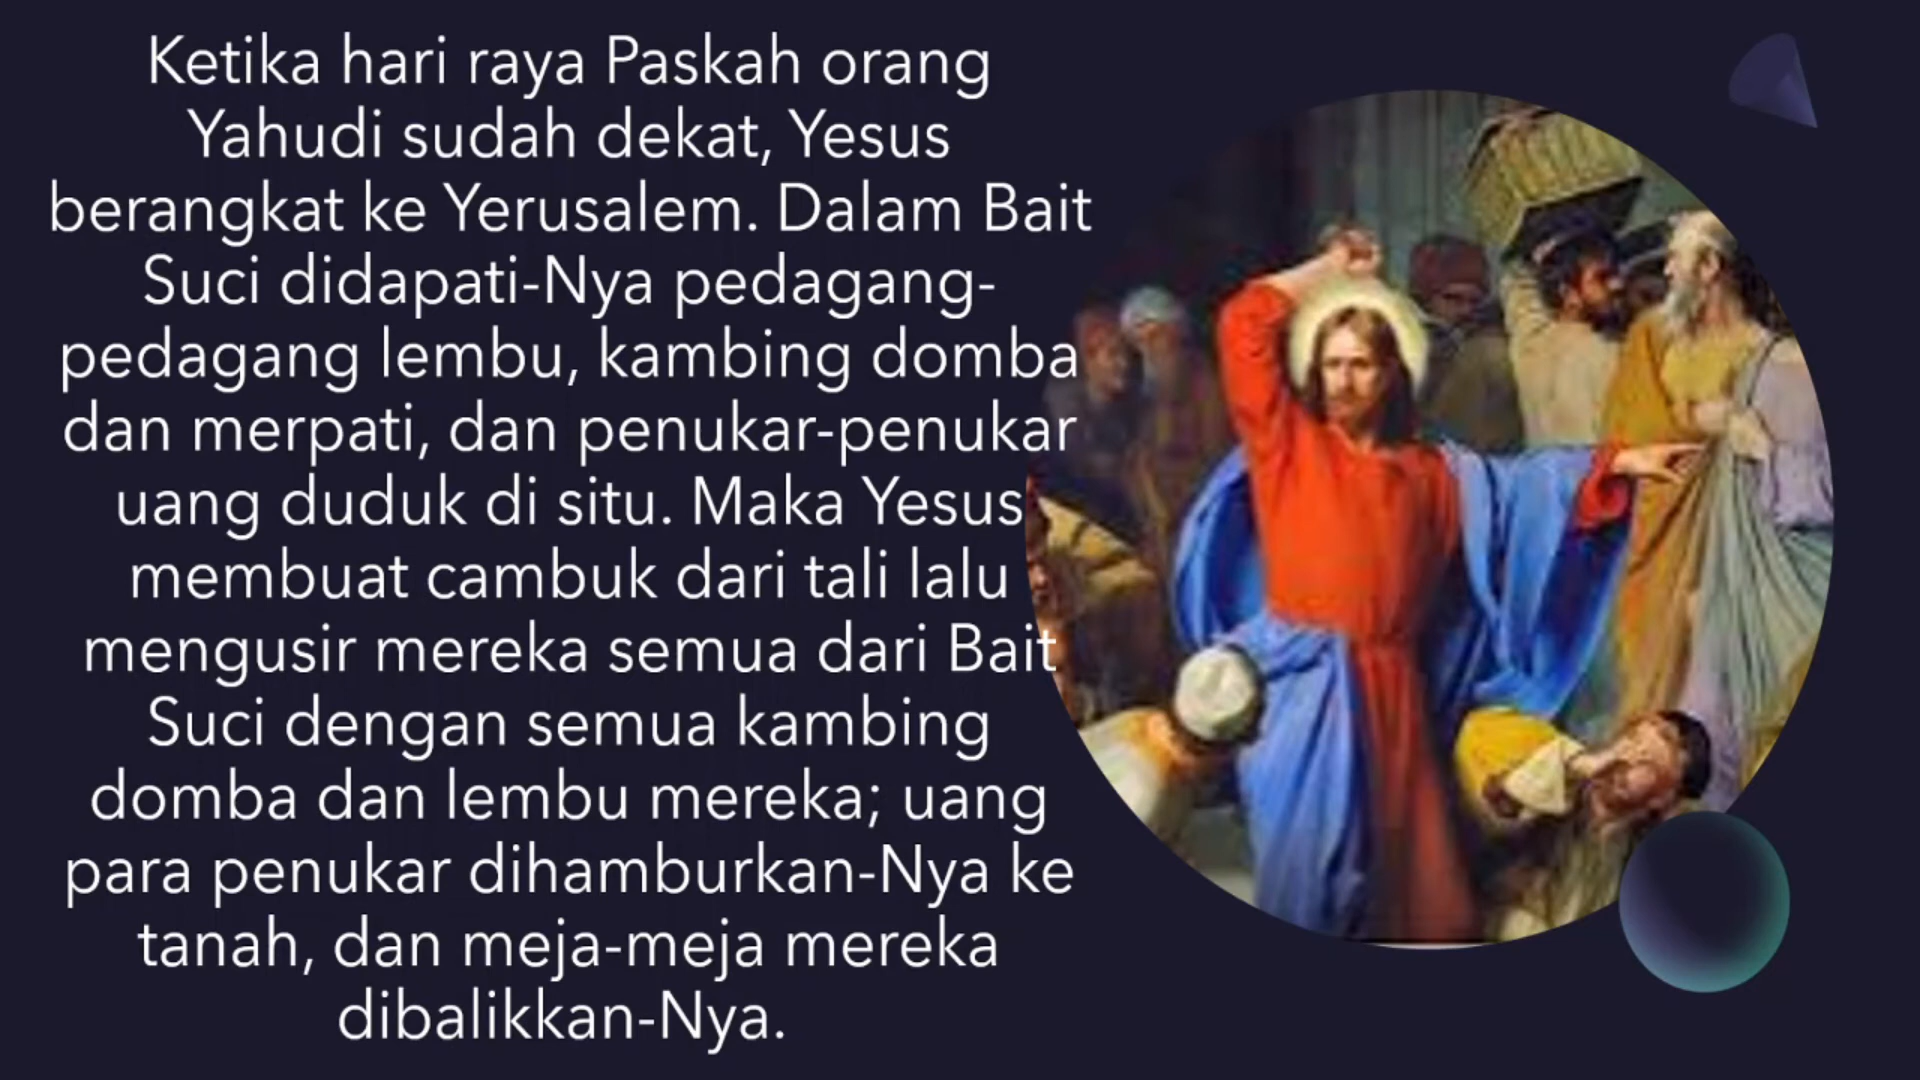 Ketika hari raya Paskah orang
Yahudi sudah dekat, Yesus
berangkat ke Yerusalem. Dalam Bait
Suci didapati-Nya pedagang-
pedagang lembu, kambing domba
dan merpati, dan penukar-penukar
uang duduk di situ. Maka Yesus
membuat cambuk dari tali lalu
mengusir mereka semua dari Bait
Suci dengan semua kambing
domba dan lembu mereka; uang
para penukar dihamburkan-Nya ke
tanah, dan meja-meja mereka
dibalikkan-Nya.